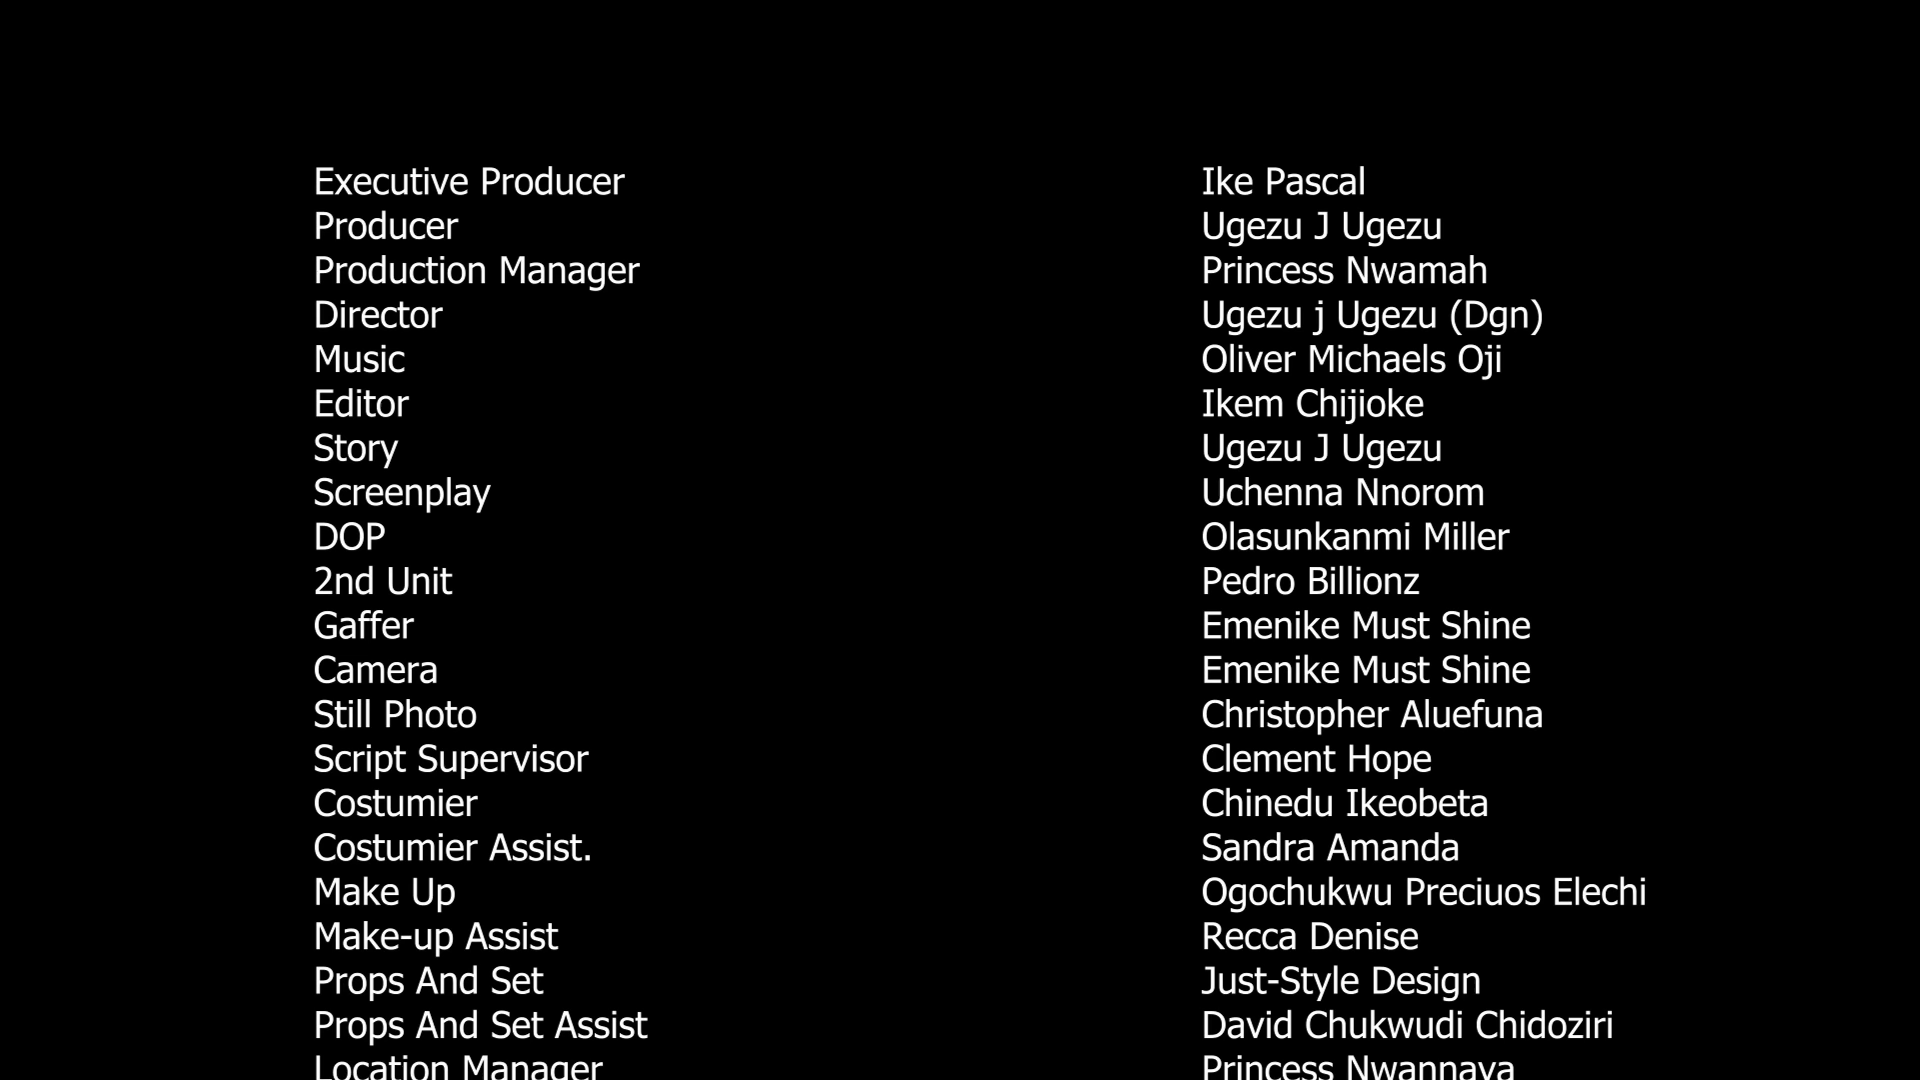 Executive Producer Ike Pascal
Producer Ugezu J Ugezu
Production Manager Princess Nwamah
Director Ugezu j Ugezu (Dgn)
Music Oliver Michaels Oji
Editor Ikem Chijioke
Story Ugezu J Ugezu
Screenplay Uchenna Nnorom
DOP Olasunkanmi Miller
2nd Unit Pedro Billionz
Gaffer Emenike Must Shine
Camera Emenike Must Shine
Still Photo Christopher Aluefuna
Script Supervisor Clement Hope
Costumier Chinedu Ikeobeta
Costumier Assist. Sandra Amanda
Make Up Ogochukwu Preciuos Elechi
Make-up Assist Recca Denise
Props And Set Just-Style Design
Props And Set Assist David Chukwudi Chidoziri
Location Manager Princess Nwannaya